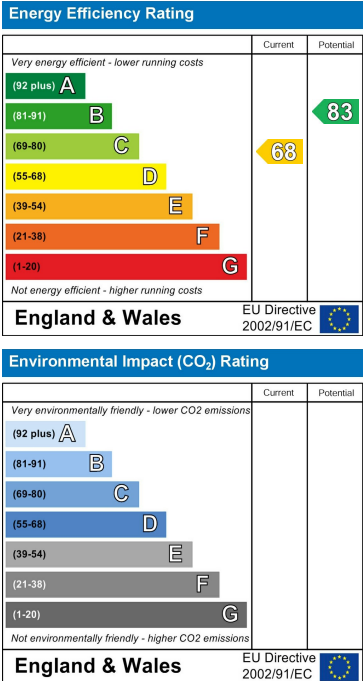 Energy Efficiency Rating
Current Potential
Very energy efficient - lower running costs
(92 plus) A
(81-91) B
83
(69-80) C
68
(55-68) D
(39-54) E
(21-38) F
(1-20) G
Not energy efficient - higher running costs
England & Wales
EU Directive
2002/91/EC
Environmental Impact (CO₂) Rating
Current Potential
Very environmentally friendly - lower CO2 emissions
(92 plus) A
(81-91) B
(69-80) C
(55-68) D
(39-54) E
(21-38) F
(1-20) G
Not environmentally friendly - higher CO2 emissions
England & Wales
EU Directive
2002/91/EC